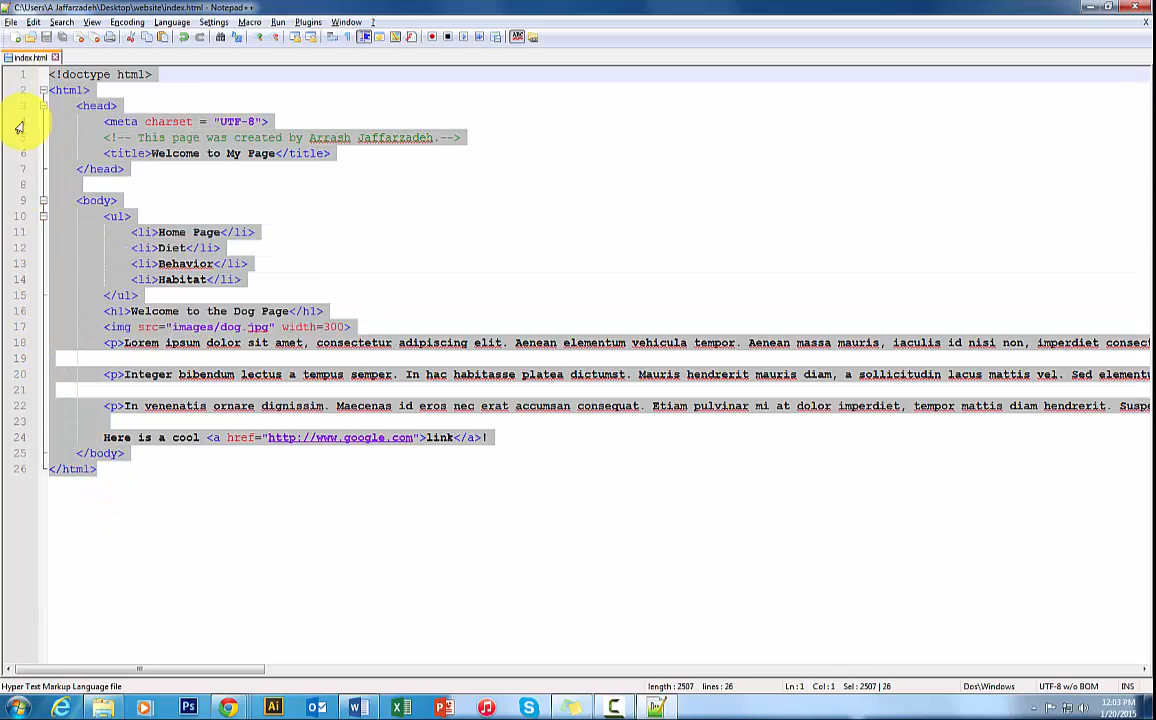 C:\Users\A Jaffarzadeh\Desktop\website\index.html - Notepad++
File Edit Search View Encoding Language Settings Macro Run Plugins Window ?
X
index.html
1 <!doctype html>
2 <html>
3 <head>
4 <meta charset = "UTF-8">
5 <!-- This page was created by Arrash Jaffarzadeh.-->
6 <title>Welcome to My Page</title>
7 </head>
8
9 <body>
10 <ul>
11 <li>Home Page</li>
12 <li>Diet</li>
13 <li>Behavior</li>
14 <li>Habitat</li>
15 </ul>
16 <h1>Welcome to the Dog Page</h1>
17 <img src="images/dog.jpg" width=300>
18 <p>Lorem ipsum dolor sit amet, consectetur adipiscing elit. Aenean elementum vehicula tempor. Aenean massa mauris, iaculis id nisi non, imperdiet consect
19
20 <p>Integer bibendum lectus a tempus semper. In hac habitasse platea dictumst. Mauris hendrerit mauris diam, a sollicitudin lacus mattis vel. Sed elementu
21
22 <p>In venenatis ornare dignissim. Maecenas id eros nec erat accumsan consequat. Etiam pulvinar mi at dolor imperdiet, tempor mattis diam hendrerit. Suspe
23
24 Here is a cool <a href="http://www.google.com">link</a>!
25 </body>
26 </html>
Hyper Text Markup Language file length : 2507 lines : 26 Ln : 1 Col : 1 Sel : 2507 | 26 Dos\Windows UTF-8 w/o BOM INS
12:03 PM
1/20/2015